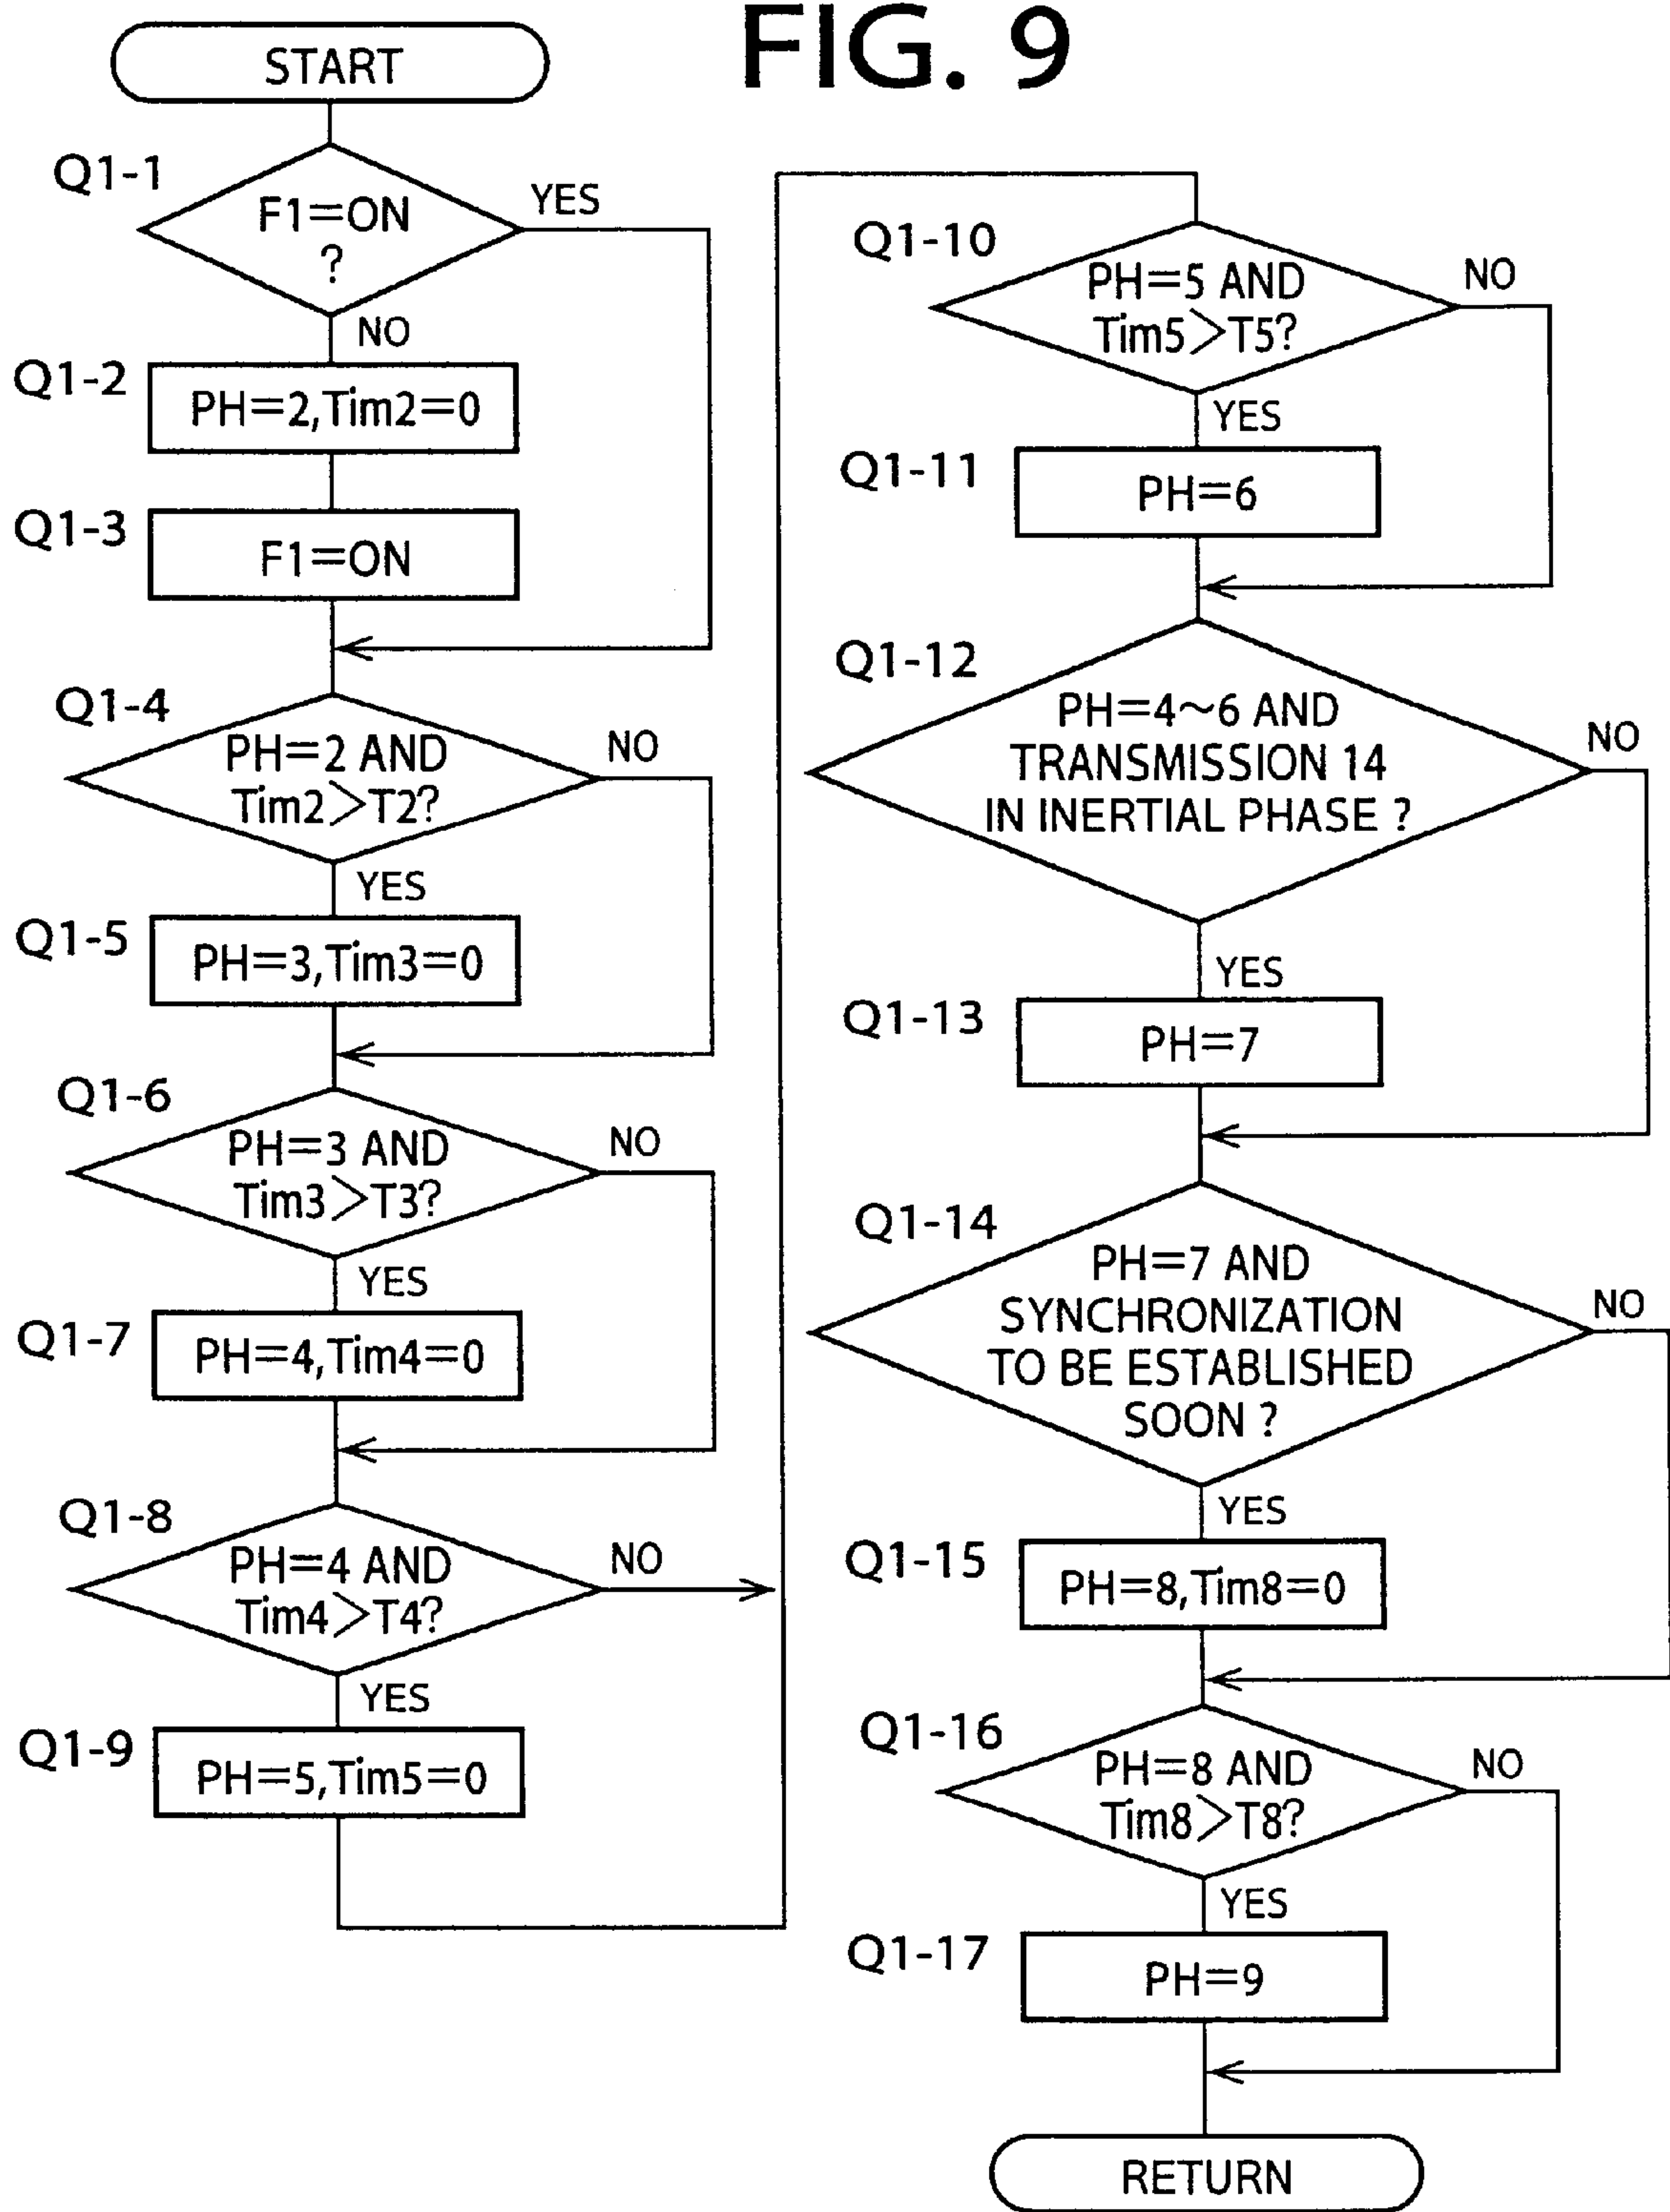 FIG. 9
START
Q1-1
F1=ON
?
YES
NO
Q1-2
PH=2,Tim2=0
Q1-3
F1=ON
Q1-4
PH=2 AND
Tim2>T2?
NO
YES
Q1-5
PH=3,Tim3=0
Q1-6
PH=3 AND
Tim3>T3?
NO
YES
Q1-7
PH=4,Tim4=0
Q1-8
PH=4 AND
Tim4>T4?
NO
YES
Q1-9
PH=5,Tim5=0
Q1-10
PH=5 AND
Tim5>T5?
NO
YES
Q1-11
PH=6
Q1-12
PH=4~6 AND
TRANSMISSION 14
IN INERTIAL PHASE ?
NO
YES
Q1-13
PH=7
Q1-14
PH=7 AND
SYNCHRONIZATION
TO BE ESTABLISHED
SOON ?
NO
YES
Q1-15
PH=8,Tim8=0
Q1-16
PH=8 AND
Tim8>T8?
NO
YES
Q1-17
PH=9
RETURN